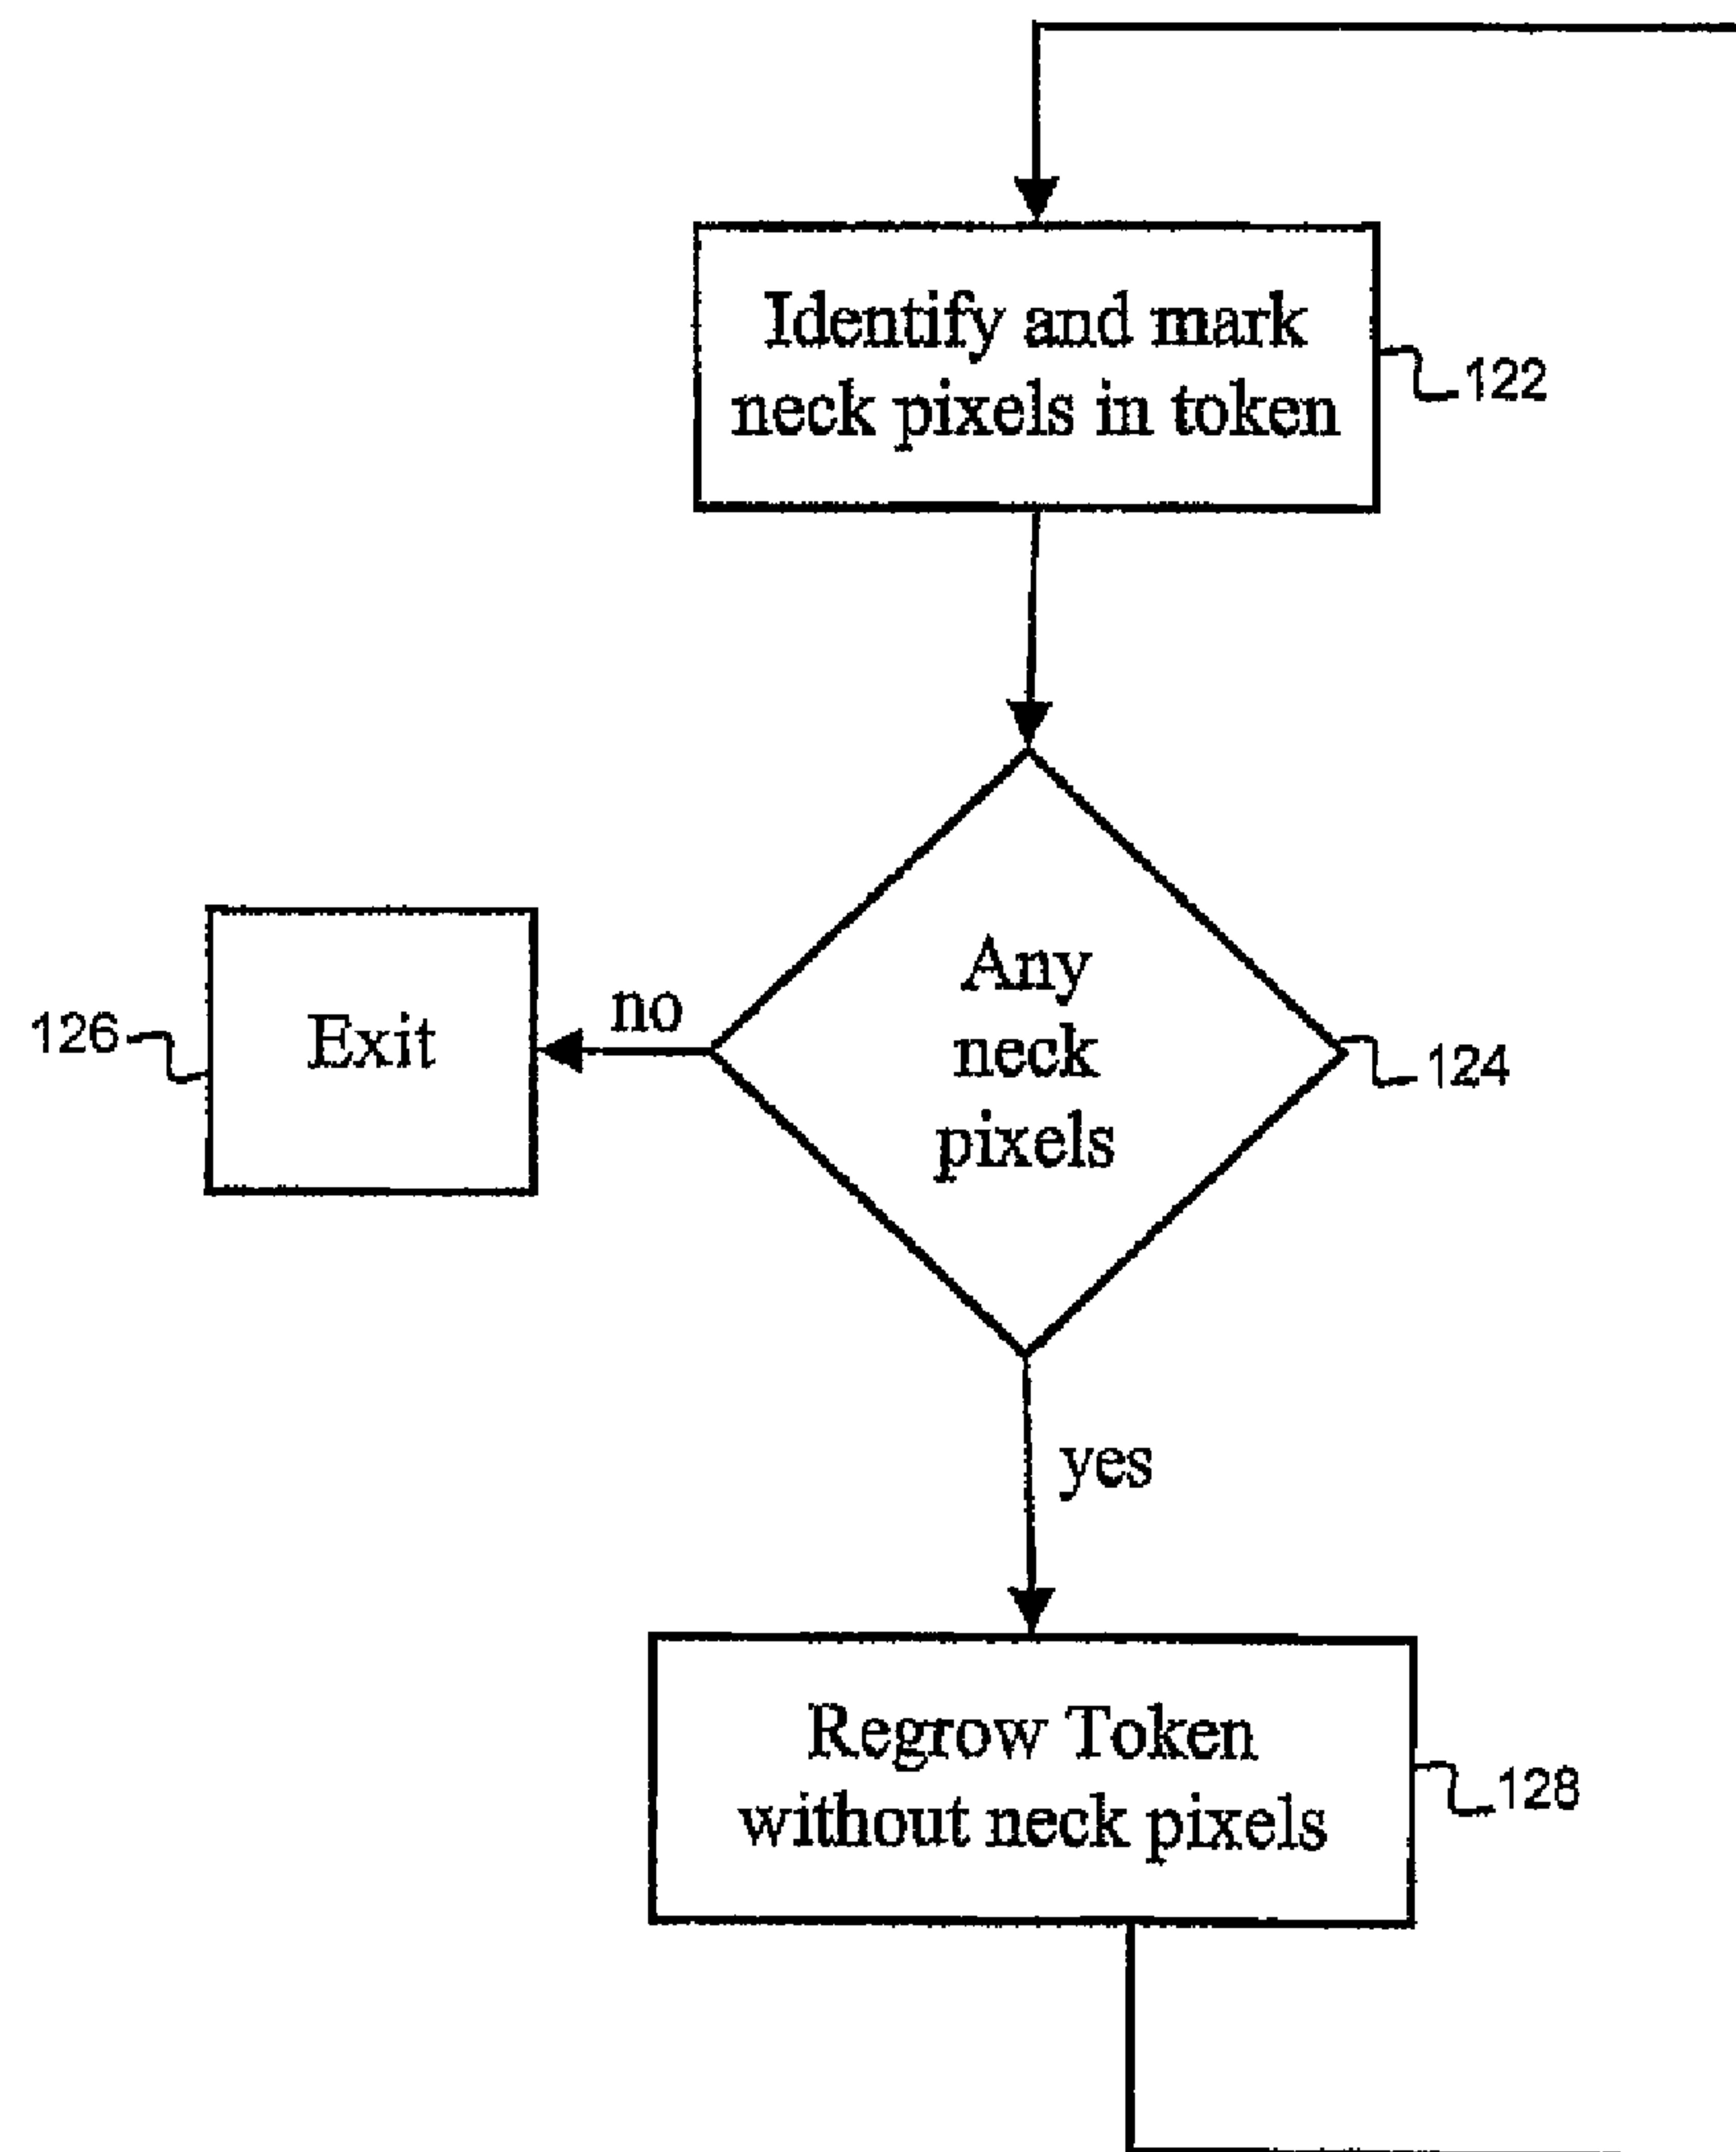 Identify and mark
neck pixels in token
122
Any
neck
pixels
124
no
Exit
126
yes
Regrow Token
without neck pixels
128